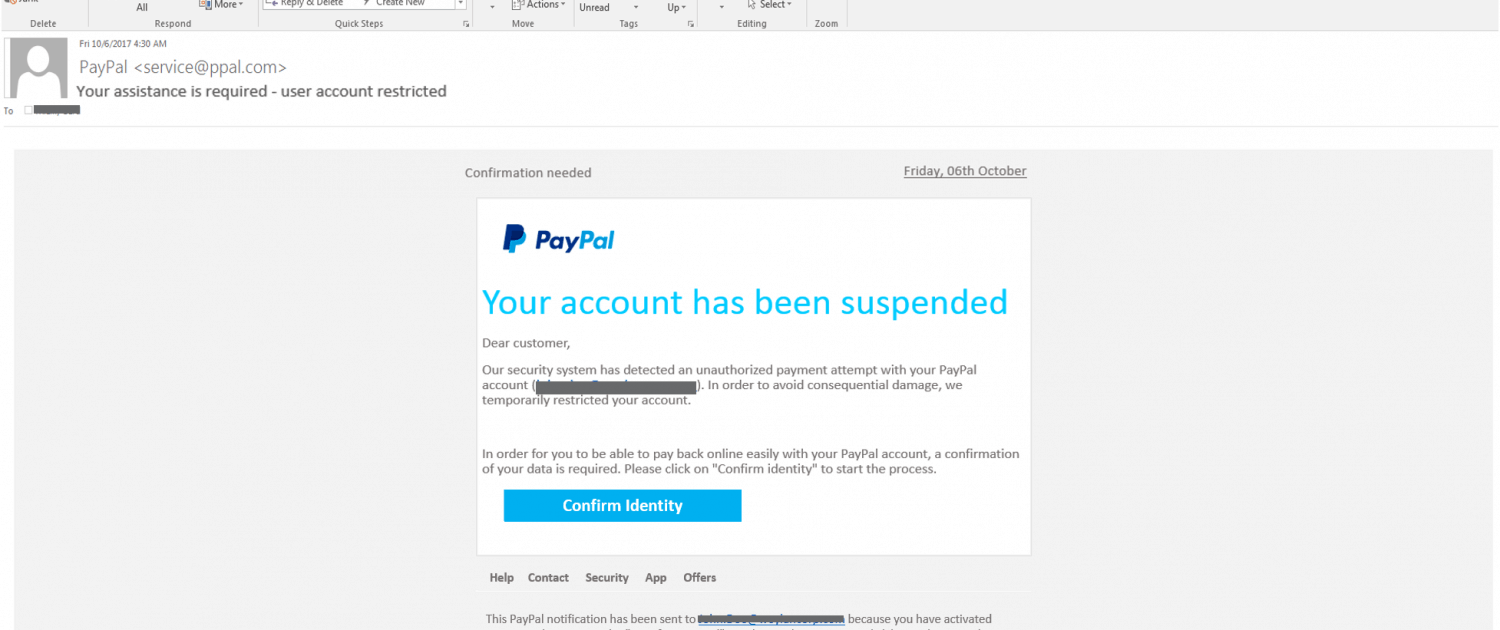 More
Reply & Delete
Create New
Actions
Select
All
Unread
Up
Delete
Respond
Quick Steps
Move
Tags
Editing
Zoom
Fri 10/6/2017 4:30 AM
PayPal <service@ppal.com>
Your assistance is required - user account restricted
To
Confirmation needed
Friday, 06th October
PayPal
Your account has been suspended
Dear customer,
Our security system has detected an unauthorized payment attempt with your PayPal
account ( ). In order to avoid consequential damage, we
temporarily restricted your account.
In order for you to be able to pay back online easily with your PayPal account, a confirmation
of your data is required. Please click on "Confirm identity" to start the process.
Confirm Identity
Help Contact Security App Offers
This PayPal notification has been sent to because you have activated